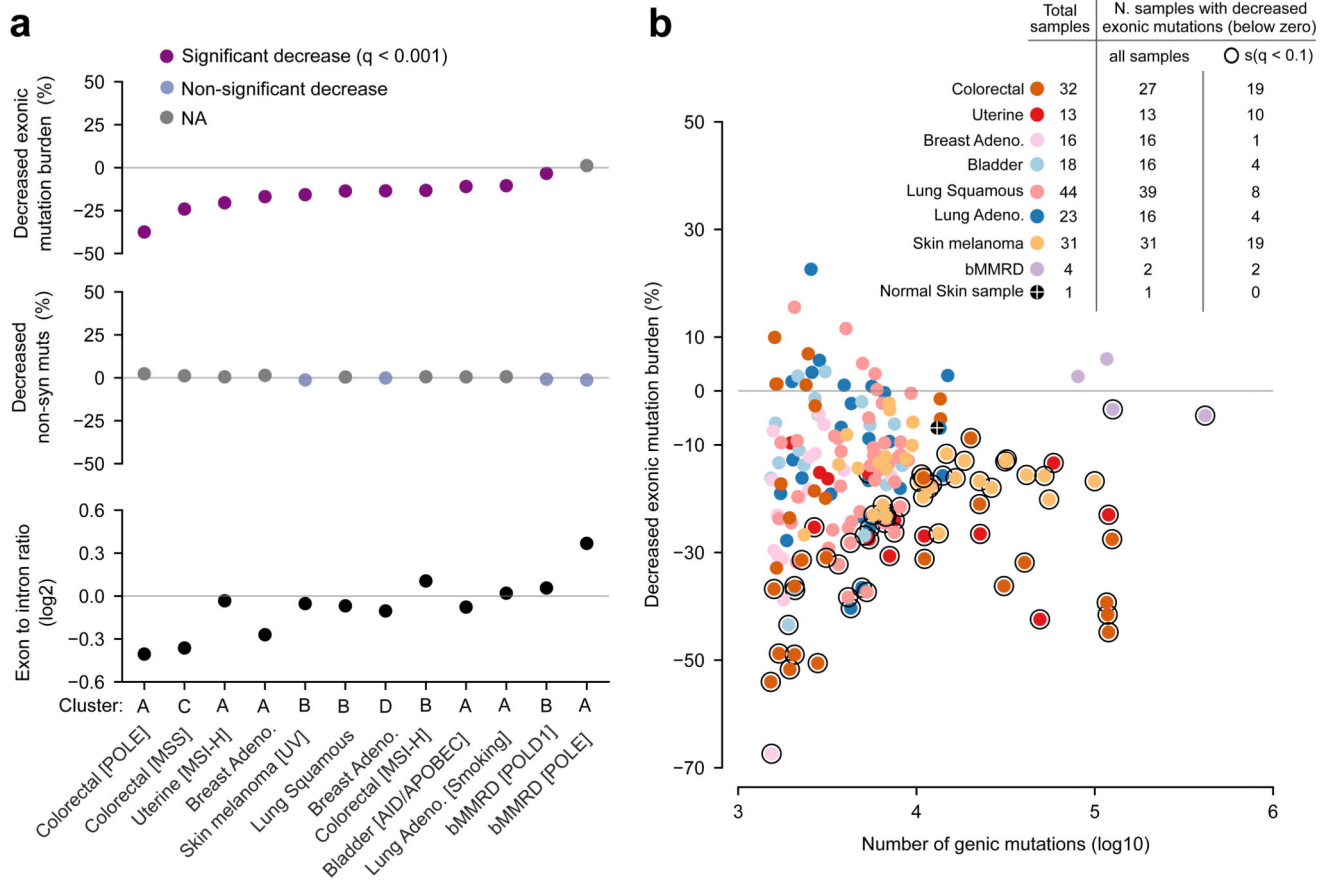 a
Significant decrease (q < 0.001)
Non-significant decrease
NA
Decreased exonic
mutation burden (%)
50
25
0
−25
−50
Decreased
non-syn muts (%)
50
25
0
−25
−50
Exon to intron ratio
(log2)
0.6
0.3
0.0
−0.3
−0.6
Cluster: A C A A B B D B A A B A
Colorectal [POLE]
Colorectal [MSS]
Uterine [MSI-H]
Breast Adeno.
Skin melanoma [UV]
Lung Squamous
Breast Adeno.
Colorectal [MSI-H]
Bladder [AID/APOBEC]
Lung Adeno. [Smoking]
bMMRD [POLD1]
bMMRD [POLE]
b
Total
samples
N. samples with decreased
exonic mutations (below zero)
all samples
s(q < 0.1)
Colorectal 32 27 19
Uterine 13 13 10
Breast Adeno. 16 16 1
Bladder 18 16 4
Lung Squamous 44 39 8
Lung Adeno. 23 16 4
Skin melanoma 31 31 19
bMMRD 4 2 2
Normal Skin sample 1 1 0
Decreased exonic mutation burden (%)
50
30
10
0
−10
−30
−50
−70
3 4 5 6
Number of genic mutations (log10)